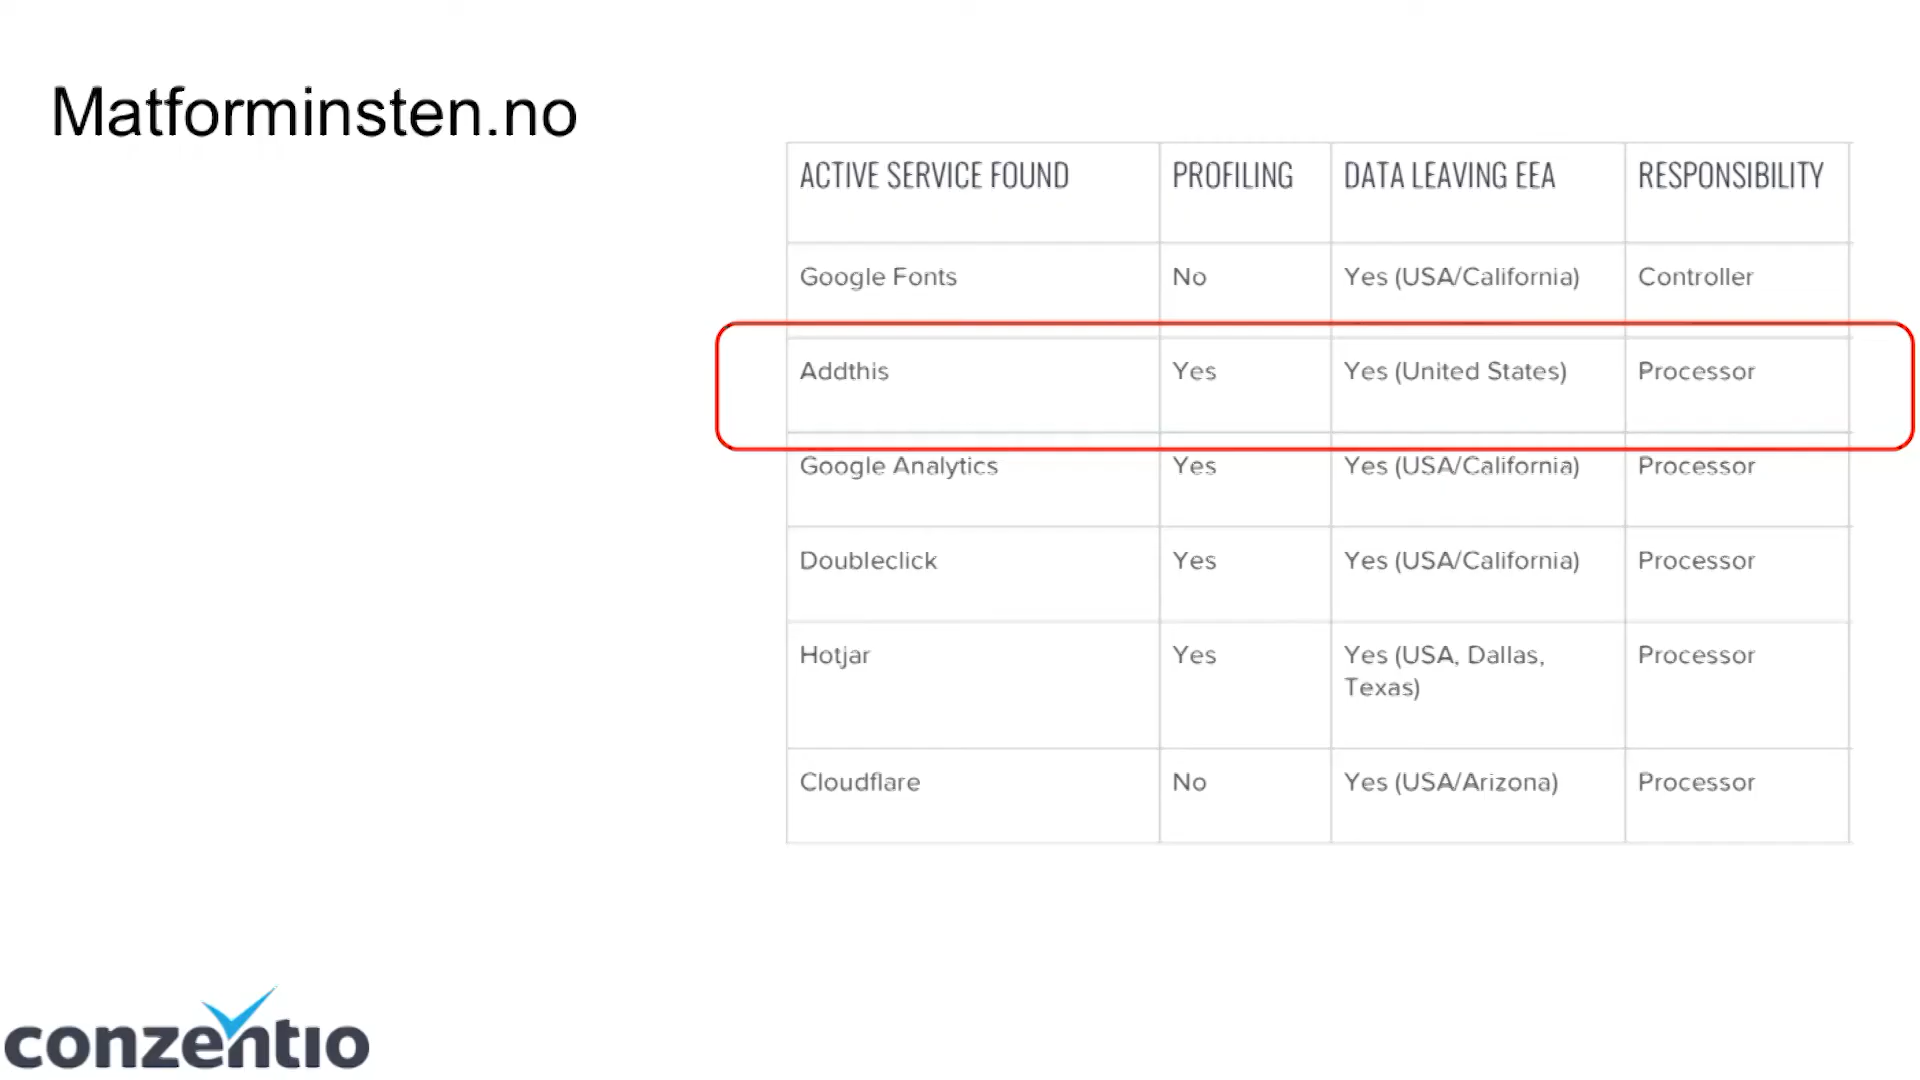 Matforminsten.no
ACTIVE SERVICE FOUND PROFILING DATA LEAVING EEA RESPONSIBILITY
Google Fonts No Yes (USA/California) Controller
Addthis Yes Yes (United States) Processor
Google Analytics Yes Yes (USA/California) Processor
Doubleclick Yes Yes (USA/California) Processor
Hotjar Yes Yes (USA, Dallas, Processor
Texas)
Cloudflare No Yes (USA/Arizona) Processor
conzentio